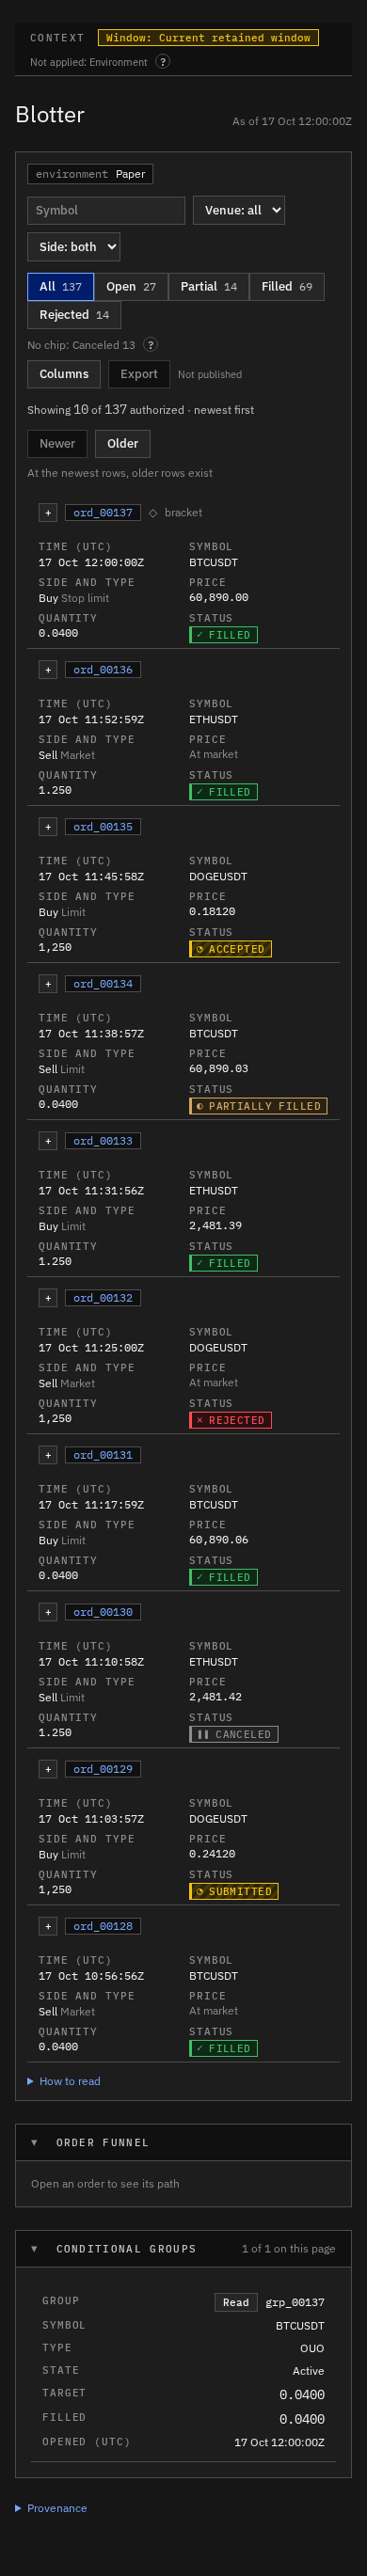 CONTEXT Window: Current retained window
Not applied: Environment ?
Blotter As of 17 Oct 12:00:00Z
environment Paper
Symbol Venue: all
Side: both
All 137 Open 27 Partial 14 Filled 69
Rejected 14
No chip: Canceled 13 ?
Columns Export Not published
Showing 10 of 137 authorized · newest first
Newer Older
At the newest rows, older rows exist
+ ord_00137 ◇ bracket
TIME (UTC) SYMBOL
17 Oct 12:00:00Z BTCUSDT
SIDE AND TYPE PRICE
Buy Stop limit 60,890.00
QUANTITY STATUS
0.0400 ✓ FILLED
+ ord_00136
TIME (UTC) SYMBOL
17 Oct 11:52:59Z ETHUSDT
SIDE AND TYPE PRICE
Sell Market At market
QUANTITY STATUS
1.250 ✓ FILLED
+ ord_00135
TIME (UTC) SYMBOL
17 Oct 11:45:58Z DOGEUSDT
SIDE AND TYPE PRICE
Buy Limit 0.18120
QUANTITY STATUS
1,250 ◔ ACCEPTED
+ ord_00134
TIME (UTC) SYMBOL
17 Oct 11:38:57Z BTCUSDT
SIDE AND TYPE PRICE
Sell Limit 60,890.03
QUANTITY STATUS
0.0400 ◐ PARTIALLY FILLED
+ ord_00133
TIME (UTC) SYMBOL
17 Oct 11:31:56Z ETHUSDT
SIDE AND TYPE PRICE
Buy Limit 2,481.39
QUANTITY STATUS
1.250 ✓ FILLED
+ ord_00132
TIME (UTC) SYMBOL
17 Oct 11:25:00Z DOGEUSDT
SIDE AND TYPE PRICE
Sell Market At market
QUANTITY STATUS
1,250 ✕ REJECTED
+ ord_00131
TIME (UTC) SYMBOL
17 Oct 11:17:59Z BTCUSDT
SIDE AND TYPE PRICE
Buy Limit 60,890.06
QUANTITY STATUS
0.0400 ✓ FILLED
+ ord_00130
TIME (UTC) SYMBOL
17 Oct 11:10:58Z ETHUSDT
SIDE AND TYPE PRICE
Sell Limit 2,481.42
QUANTITY STATUS
1.250 CANCELED
+ ord_00129
TIME (UTC) SYMBOL
17 Oct 11:03:57Z DOGEUSDT
SIDE AND TYPE PRICE
Buy Limit 0.24120
QUANTITY STATUS
1,250 ◔ SUBMITTED
+ ord_00128
TIME (UTC) SYMBOL
17 Oct 10:56:56Z BTCUSDT
SIDE AND TYPE PRICE
Sell Market At market
QUANTITY STATUS
0.0400 ✓ FILLED
▶ How to read
▼ ORDER FUNNEL
Open an order to see its path
▼ CONDITIONAL GROUPS 1 of 1 on this page
GROUP Read grp_00137
SYMBOL BTCUSDT
TYPE OUO
STATE Active
TARGET 0.0400
FILLED 0.0400
OPENED (UTC) 17 Oct 12:00:00Z
▶ Provenance